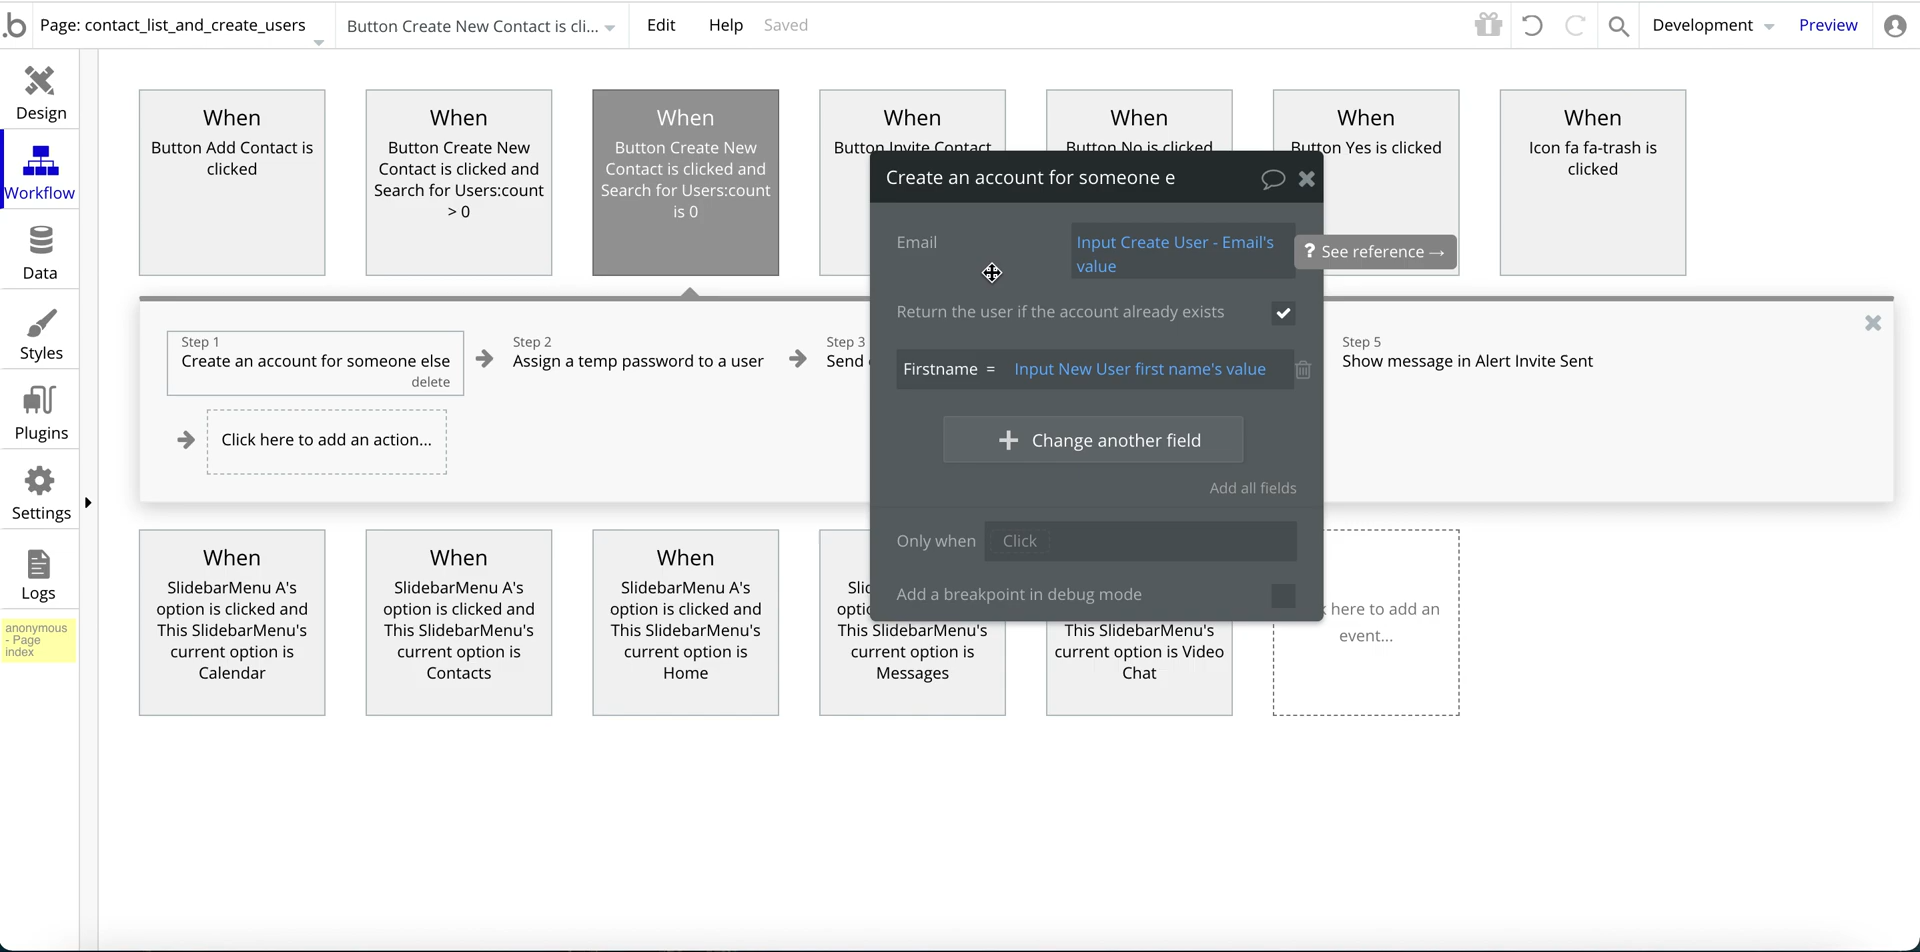 b
Page: contact_list_and_create_users
Button Create New Contact is cli...
Edit
Help
Saved
Development
Preview
Design
Workflow
Data
Styles
Plugins
Settings
Logs
anonymous
- Page
index
When
Button Add Contact is
clicked
When
Button Create New
Contact is clicked and
Search for Users:count
> 0
When
Button Create New
Contact is clicked and
Search for Users:count
is 0
When
Button Invite Contact
When
Button No is clicked
When
Button Yes is clicked
When
Icon fa fa-trash is
clicked
Create an account for someone e
Email
Input Create User - Email's
value
? See reference →
Return the user if the account already exists
Firstname =
Input New User first name's value
Change another field
Add all fields
Only when
Click
Add a breakpoint in debug mode
Step 1
Create an account for someone else
delete
Step 2
Assign a temp password to a user
Step 3
Send
Step 5
Show message in Alert Invite Sent
Click here to add an action...
When
SlidebarMenu A's
option is clicked and
This SlidebarMenu's
current option is
Calendar
When
SlidebarMenu A's
option is clicked and
This SlidebarMenu's
current option is
Contacts
When
SlidebarMenu A's
option is clicked and
This SlidebarMenu's
current option is
Home
This SlidebarMenu's
current option is
Messages
This SlidebarMenu's
current option is Video
Chat
here to add an
event...